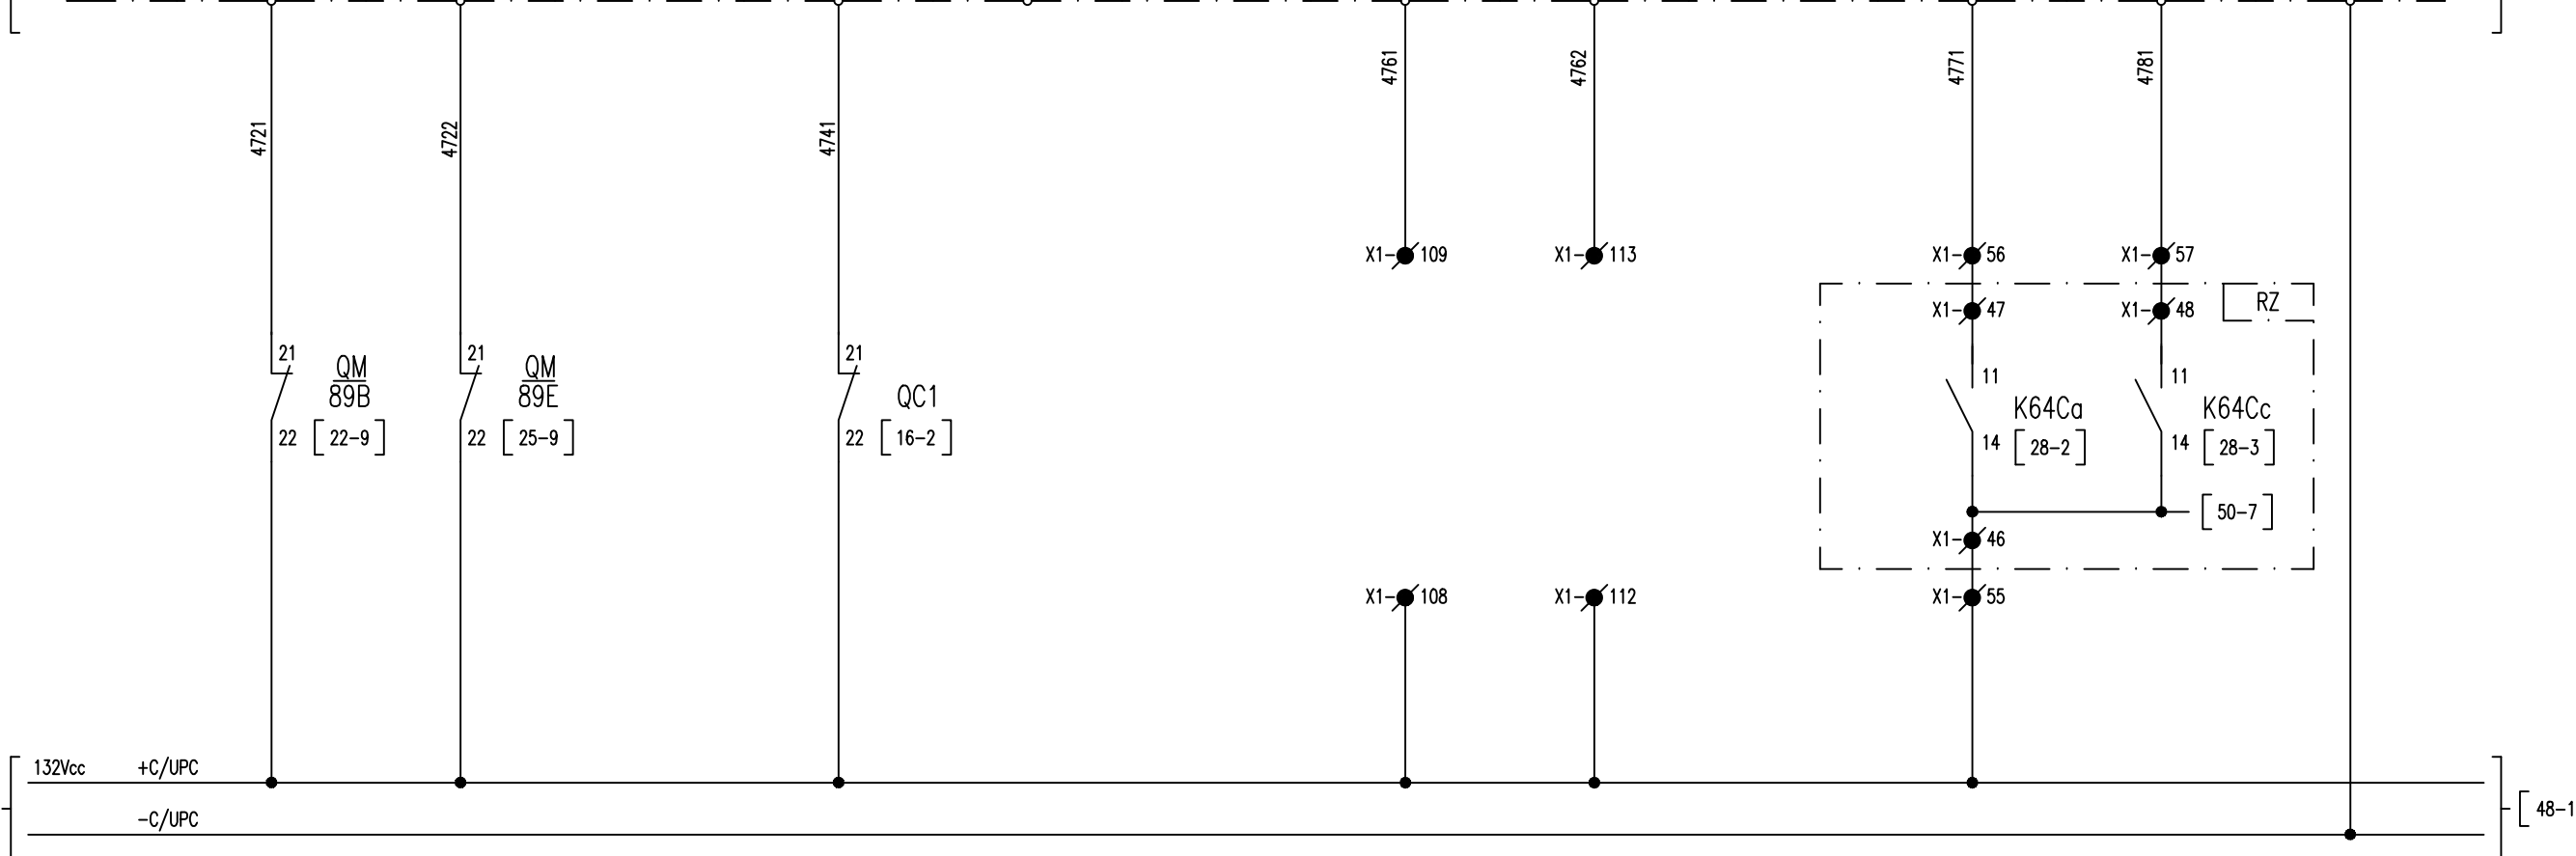 4761
4762
4771
4781
4721
4722
4741
X1- 109
X1- 113
X1- 56
X1- 57
X1- 47
X1- 48
RZ
21
QM
89B
22
[22-9]
21
QM
89E
22
[25-9]
21
QC1
22
[16-2]
11
K64Ca
14
[28-2]
11
K64Cc
14
[28-3]
[50-7]
X1- 46
X1- 108
X1- 112
X1- 55
132Vcc +C/UPC
-C/UPC
[48-1